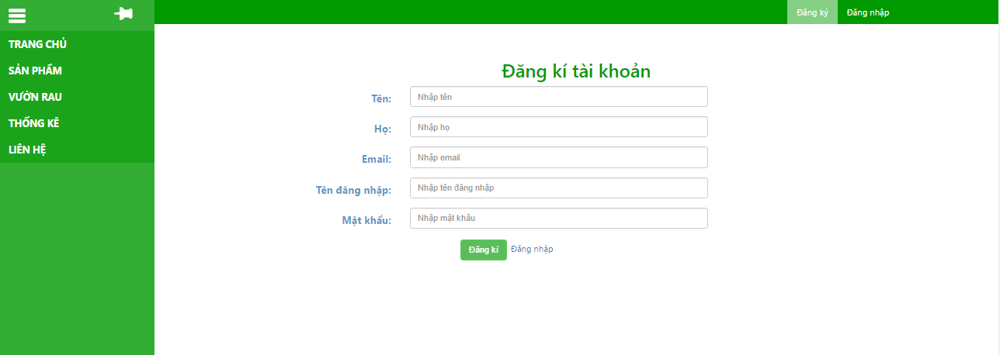 Đăng ký Đăng nhập
TRANG CHỦ
SẢN PHẨM
VƯỜN RAU
THỐNG KÊ
LIÊN HỆ
Đăng kí tài khoản
Tên: Nhập tên
Họ: Nhập họ
Email: Nhập email
Tên đăng nhập: Nhập tên đăng nhập
Mật khẩu: Nhập mật khẩu
Đăng kí Đăng nhập